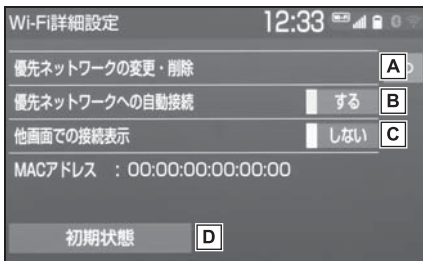 Wi-Fi詳細設定 12:33
優先ネットワークの変更・削除 A
優先ネットワークへの自動接続 する B
他画面での接続表示 しない C
MACアドレス : 00:00:00:00:00:00
初期状態 D